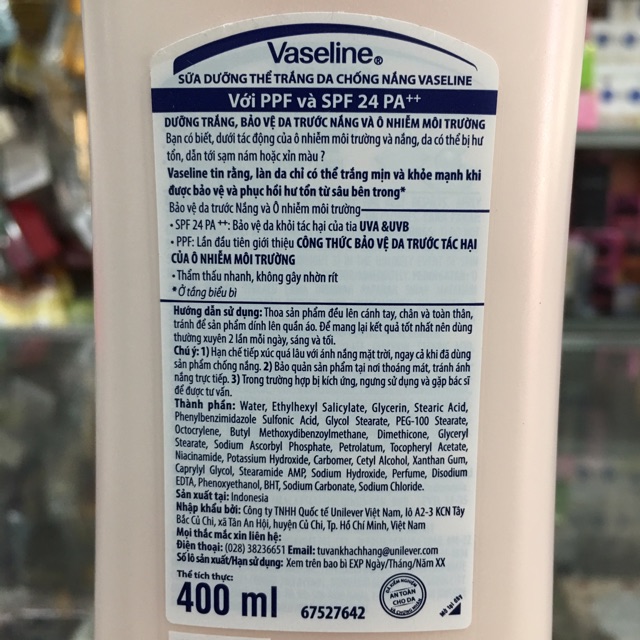 Vaseline®
SỮA DƯỠNG THỂ TRẮNG DA CHỐNG NẮNG VASELINE
Với PPF và SPF 24 PA++
DƯỠNG TRẮNG, BẢO VỆ DA TRƯỚC NẮNG VÀ Ô NHIỄM MÔI TRƯỜNG
Bạn có biết, dưới tác động của ô nhiễm môi trường và nắng, da có thể bị hư
tổn, dẫn tới sạm nám hoặc xỉn màu ?
Vaseline tin rằng, làn da chỉ có thể trắng mịn và khỏe mạnh khi
được bảo vệ và phục hồi hư tổn từ sâu bên trong*
Bảo vệ da trước Nắng và Ô nhiễm môi trường
• SPF 24 PA ++: Bảo vệ da khỏi tác hại của tia UVA &UVB
• PPF: Lần đầu tiên giới thiệu CÔNG THỨC BẢO VỆ DA TRƯỚC TÁC HẠI
CỦA Ô NHIỄM MÔI TRƯỜNG
• Thẩm thấu nhanh, không gây nhờn rít
*Ở tầng biểu bì
Hướng dẫn sử dụng: Thoa sản phẩm đều lên cánh tay, chân và toàn thân,
tránh để sản phẩm dính lên quần áo. Để mang lại kết quả tốt nhất nên dùng
thường xuyên 2 lần mỗi ngày, sáng và tối.
Chú ý: 1) Hạn chế tiếp xúc quá lâu với ánh nắng mặt trời, ngay cả khi đã dùng
sản phẩm chống nắng. 2) Bảo quản sản phẩm tại nơi thoáng mát, tránh ánh
nắng trực tiếp. 3) Trong trường hợp bị kích ứng, ngưng sử dụng và gặp bác sĩ
để được tư vấn.
Thành phần: Water, Ethylhexyl Salicylate, Glycerin, Stearic Acid,
Phenylbenzimidazole Sulfonic Acid, Glycol Stearate, PEG-100 Stearate,
Octocrylene, Butyl Methoxydibenzoylmethane, Dimethicone, Glyceryl
Stearate, Sodium Ascorbyl Phosphate, Petrolatum, Tocopheryl Acetate,
Niacinamide, Potassium Hydroxide, Carbomer, Cetyl Alcohol, Xanthan Gum,
Caprylyl Glycol, Stearamide AMP, Sodium Hydroxide, Perfume, Disodium
EDTA, Phenoxyethanol, BHT, Sodium Carbonate, Sodium Chloride.
Sản xuất tại: Indonesia
Nhập khẩu bởi: Công ty TNHH Quốc tế Unilever Việt Nam, lô A2-3 KCN Tây
Bắc Củ Chi, xã Tân An Hội, huyện Củ Chi, Tp. Hồ Chí Minh, Việt Nam
Mọi thắc mắc xin liên hệ:
Điện thoại: (028) 38236651 Email: tuvankhachhang@unilever.com
Số lô sản xuất/Hạn sử dụng: Xem trên bao bì EXP Ngày/Tháng/Năm XX
Thể tích thực:
400 ml
67527642
ĐÃ KIỂM NGHIỆM
AN TOÀN
CHO DA
Mở tại đây